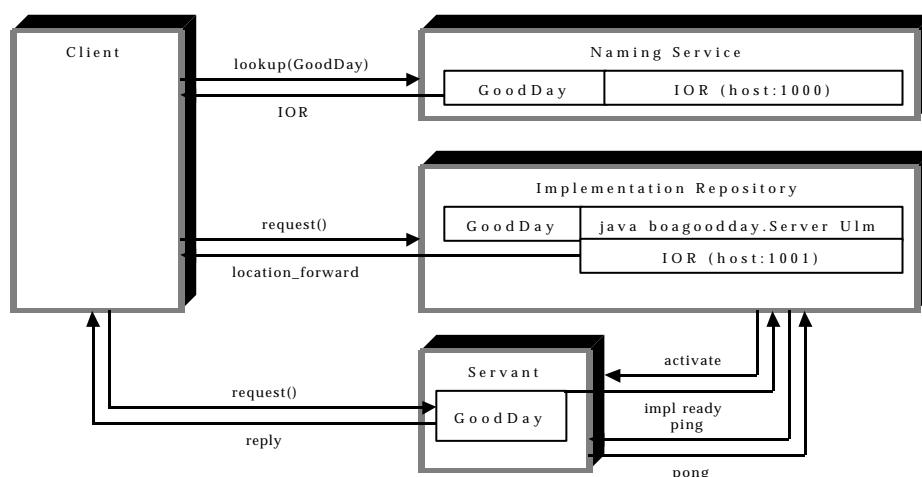 Client
lookup(GoodDay)
IOR
Naming Service
GoodDay
IOR (host:1000)
Implementation Repository
request()
GoodDay
java boagoodday.Server Ulm
location_forward
IOR (host:1001)
Servant
activate
request()
GoodDay
impl ready
ping
reply
pong